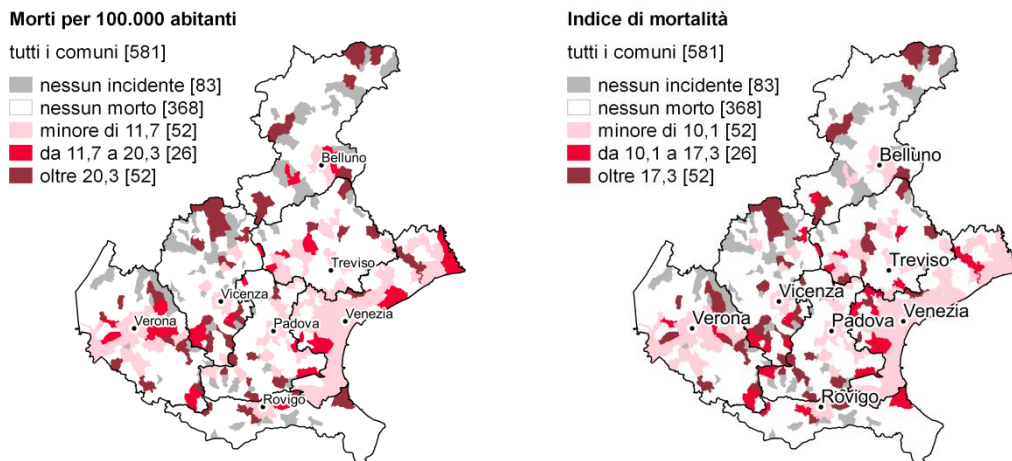 Morti per 100.000 abitanti
tutti i comuni [581]
nessun incidente [83]
nessun morto [368]
minore di 11,7 [52]
da 11,7 a 20,3 [26]
oltre 20,3 [52]
Belluno
Treviso
Vicenza
Verona
Padova
Venezia
Rovigo
Indice di mortalità
tutti i comuni [581]
nessun incidente [83]
nessun morto [368]
minore di 10,1 [52]
da 10,1 a 17,3 [26]
oltre 17,3 [52]
Belluno
Treviso
Vicenza
Verona
Padova
Venezia
Rovigo